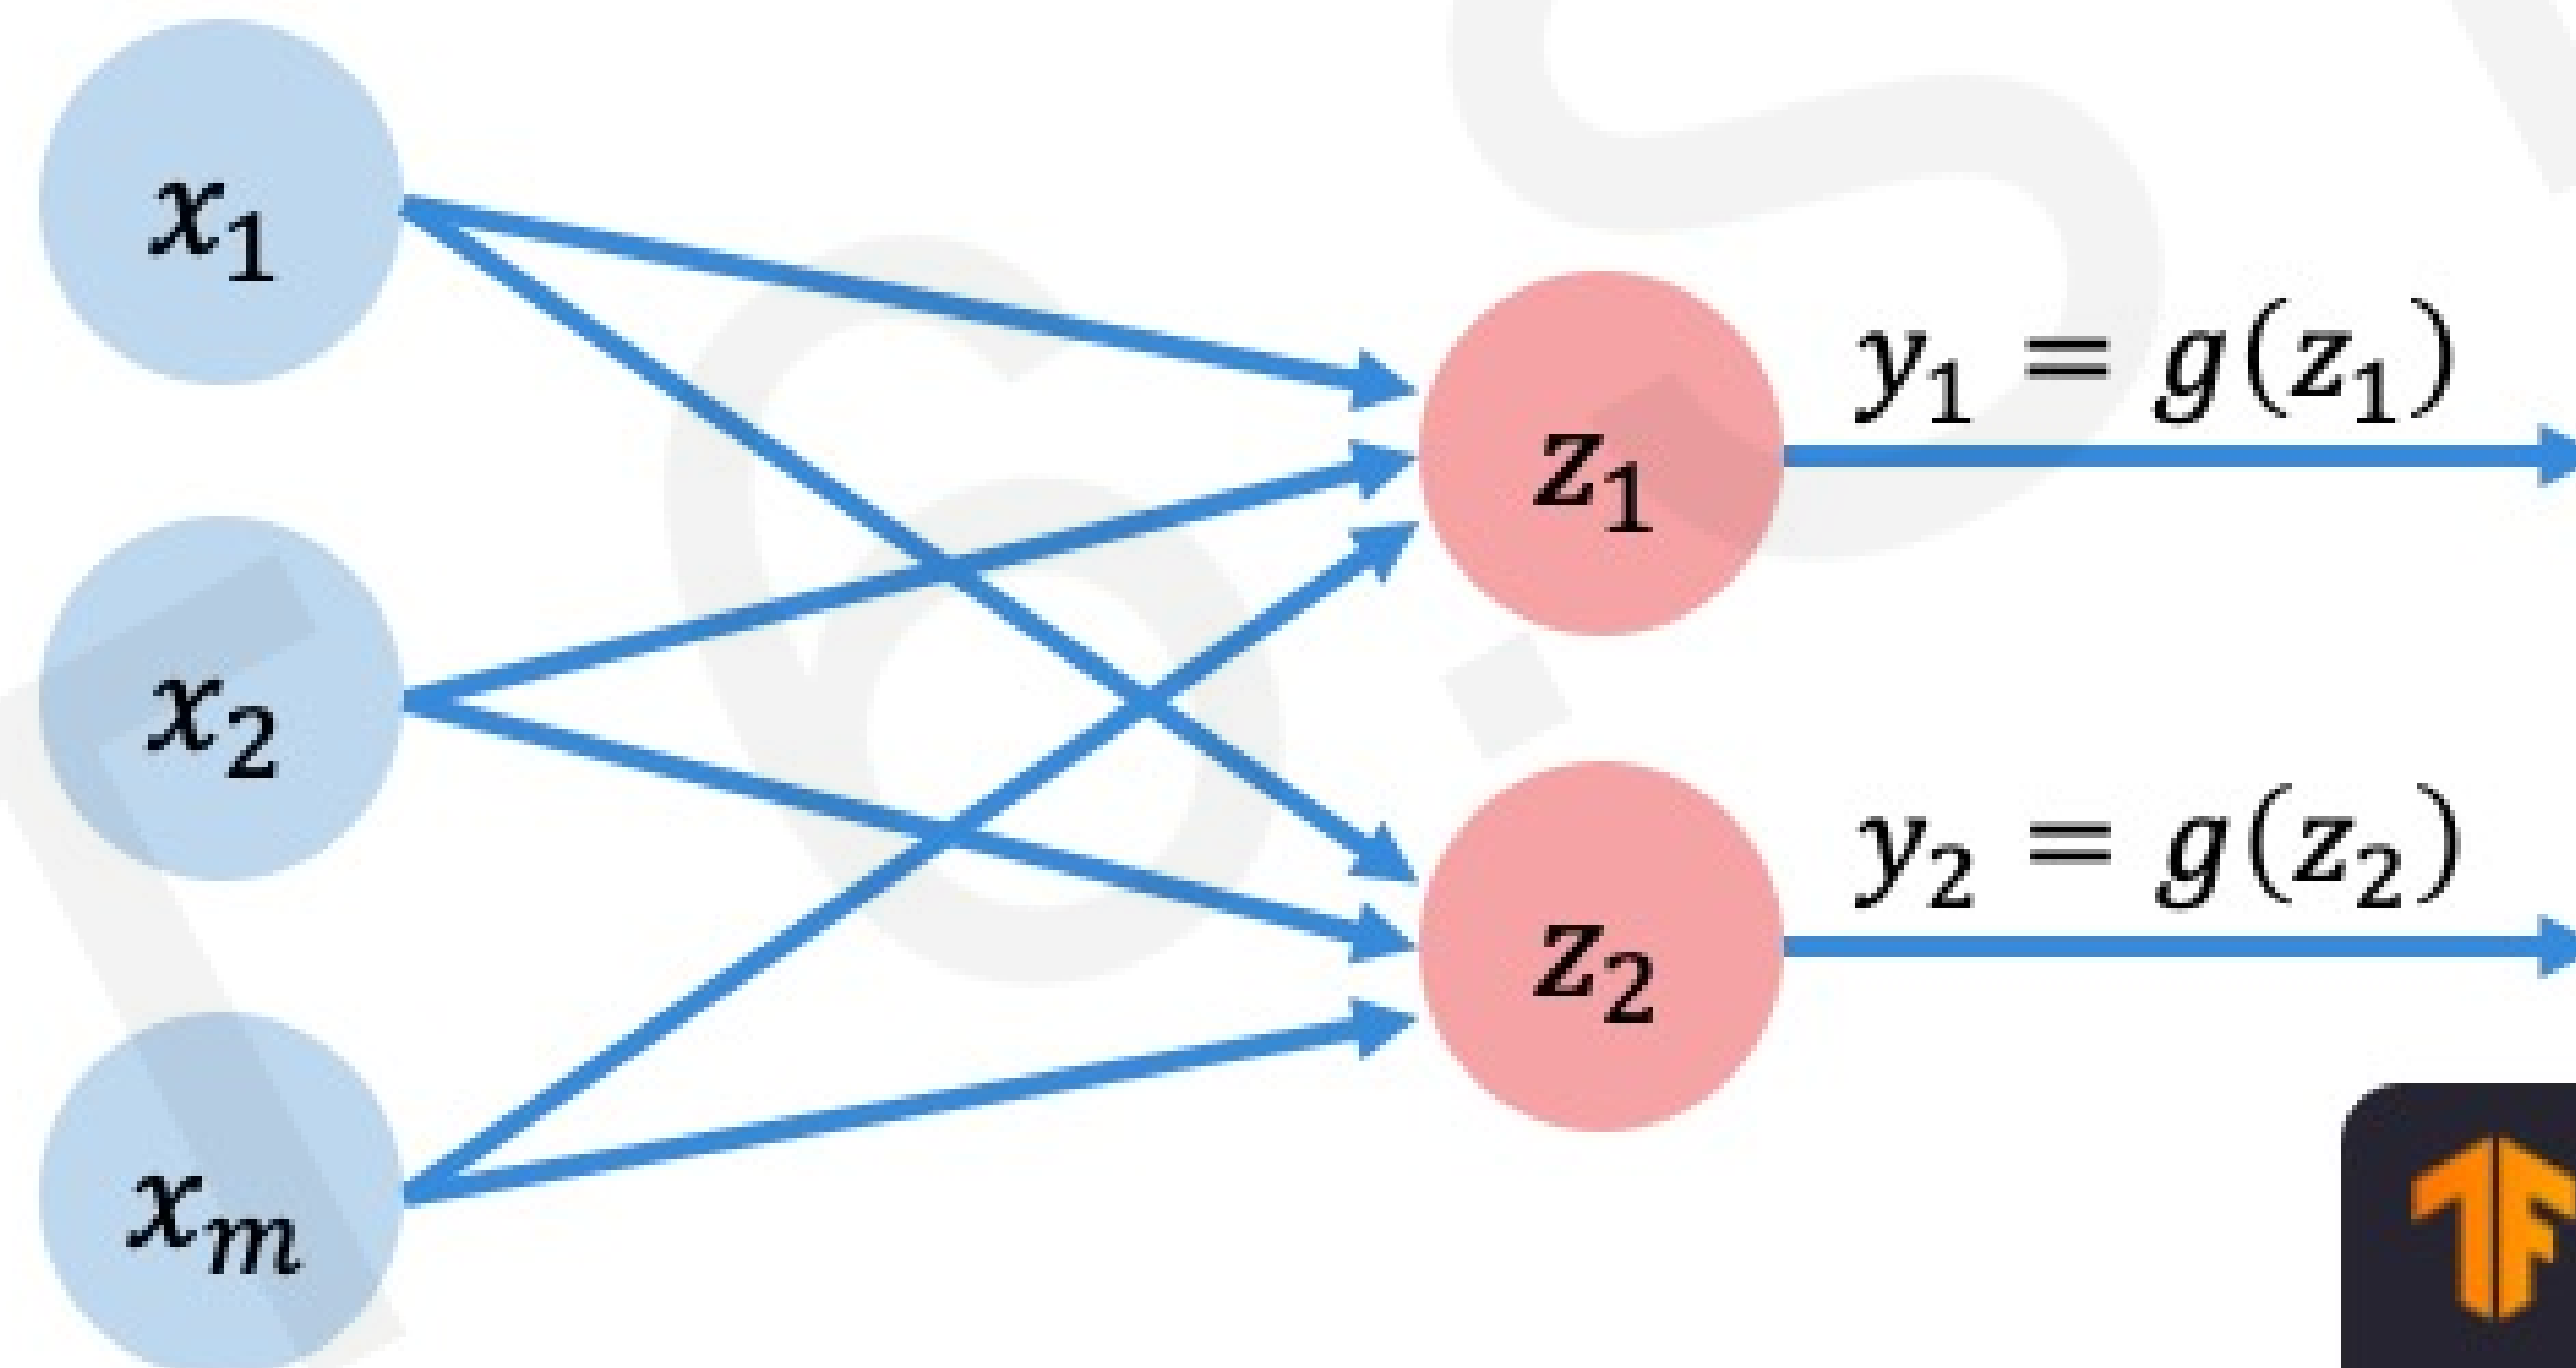 x₁
y₁ = g(z₁)
z₁
x₂
y₂ = g(z₂)
z₂
xₘ